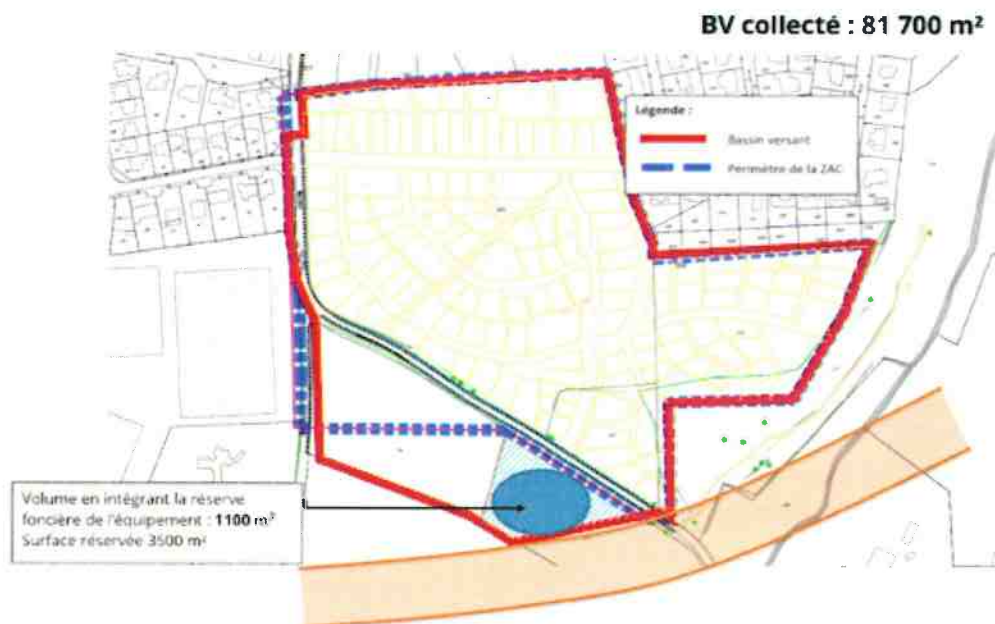 BV collecté : 81 700 m²
Légende :
Bassin versant
Périmètre de la ZAC
Volume en intégrant la réserve
foncière de l'équipement : 1100 m³
Surface réservée 3500 m²